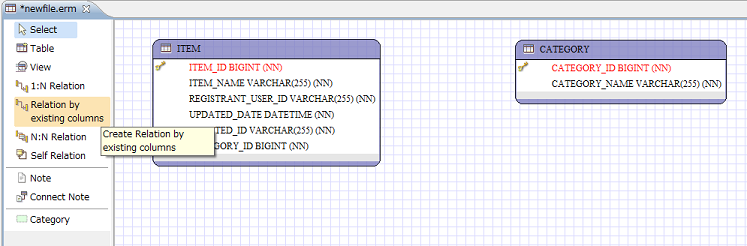 *newfile.erm
Select
Table
View
1:N Relation
Relation by
existing columns
N:N Relation
Create Relation by
existing columns
Self Relation
Note
Connect Note
Category
ITEM
ITEM_ID BIGINT (NN)
ITEM_NAME VARCHAR(255) (NN)
REGISTRANT_USER_ID VARCHAR(255) (NN)
UPDATED_DATE DATETIME (NN)
TED_ID VARCHAR(255) (NN)
GORY_ID BIGINT (NN)
CATEGORY
CATEGORY_ID BIGINT (NN)
CATEGORY_NAME VARCHAR(255) (NN)